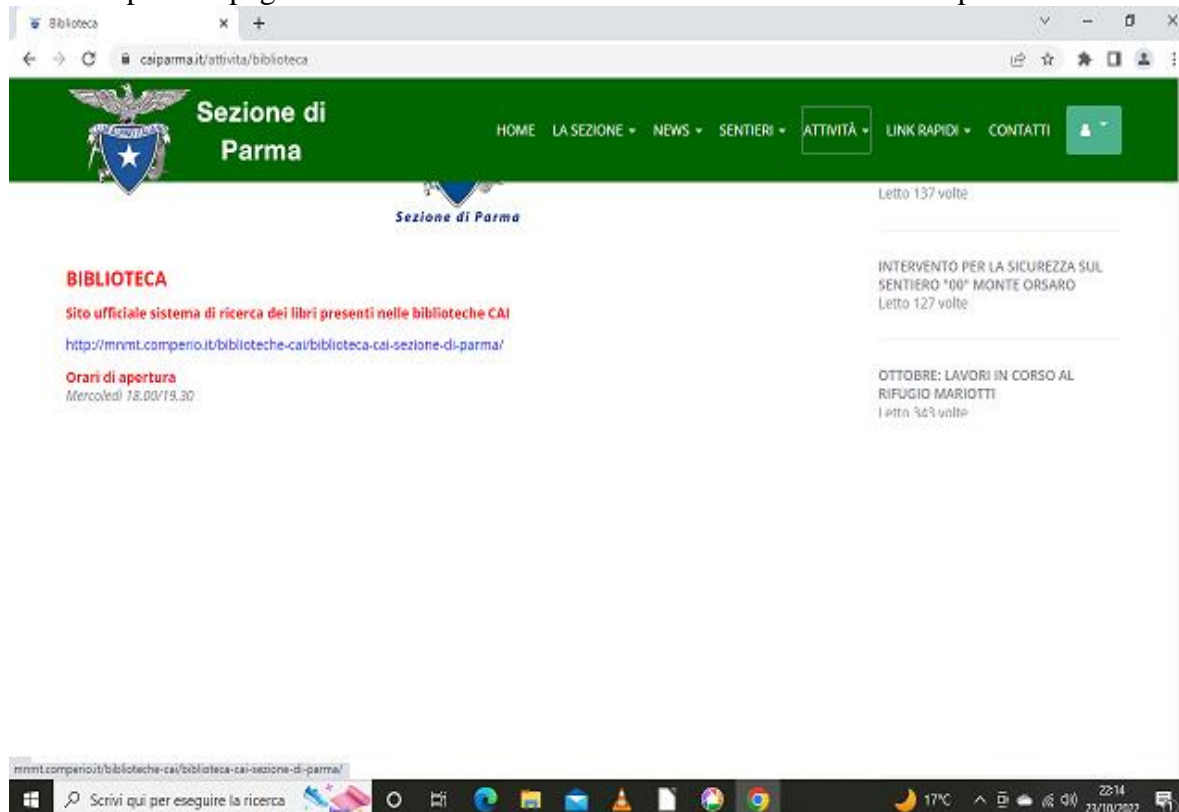 Biblioteca
caiparma.it/attivita/biblioteca
Sezione di
Parma
HOME LA SEZIONE NEWS SENTIERI ATTIVITÀ LINK RAPIDI CONTATTI
Sezione di Parma
BIBLIOTECA
Sito ufficiale sistema di ricerca dei libri presenti nelle biblioteche CAI
http://mnmt.comperio.it/biblioteche-cai/biblioteca-cai-sezione-di-parma/
Orari di apertura
Mercoledì 18.00/19.30
Letto 137 volte
INTERVENTO PER LA SICUREZZA SUL
SENTIERO "00" MONTE ORSARO
Letto 127 volte
OTTOBRE: LAVORI IN CORSO AL
RIFUGIO MARIOTTI
Letto 343 volte
mnmt.comperio.it/biblioteche-cai/biblioteca-cai-sezione-di-parma/
Scrivi qui per eseguire la ricerca
17°C
22:14
23/10/2022